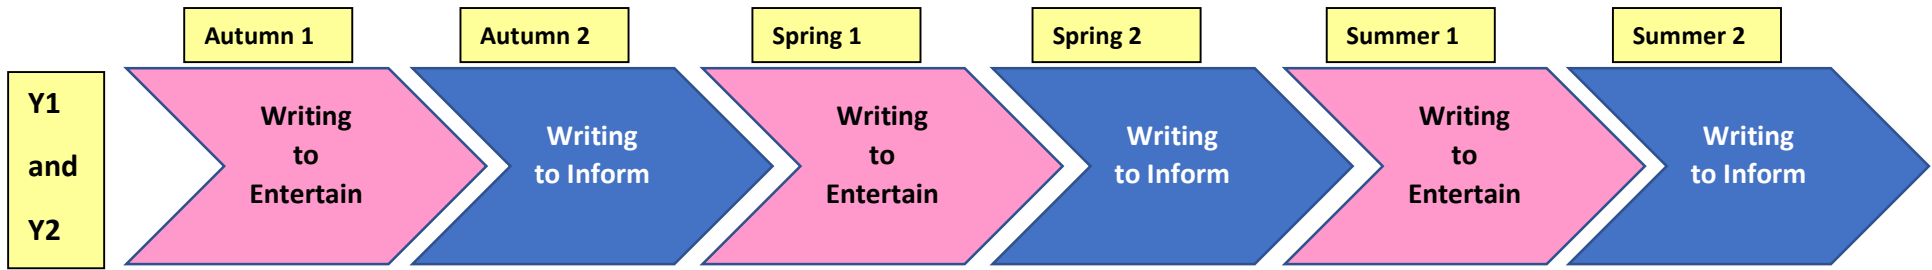 Autumn 1
Autumn 2
Spring 1
Spring 2
Summer 1
Summer 2
Y1
and
Y2
Writing
to
Entertain
Writing
to Inform
Writing
to
Entertain
Writing
to Inform
Writing
to
Entertain
Writing
to Inform